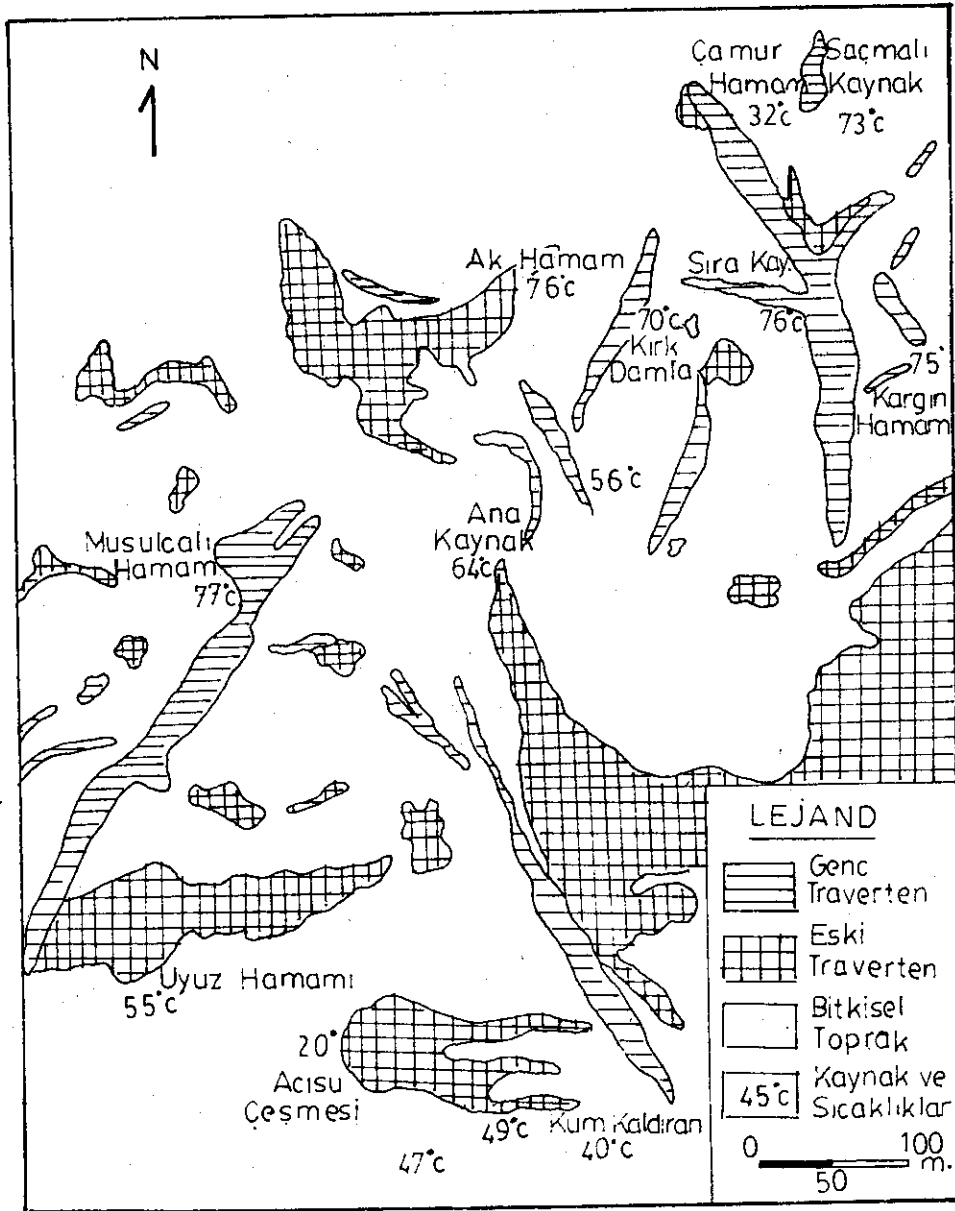 N
Çamur
Hamam
32°c
Saçmalı
Kaynak
73°c
Ak Hamam
76°c
Sıra Kay.
76°c
70°c
Kırk
Damla
75°
Kargın
Hamam
56°c
Ana
Kaynak
64°c
Musulcalı
Hamam
77°c
Uyuz Hamamı
55°c
20°
Acısu
Çeşmesi
49°c
47°c
Kum Kaldıran
40°c
LEJAND
Genc
Traverten
Eski
Traverten
Bitkisel
Toprak
45°c
Kaynak ve
Sıcaklıklar
0 100
50 m.